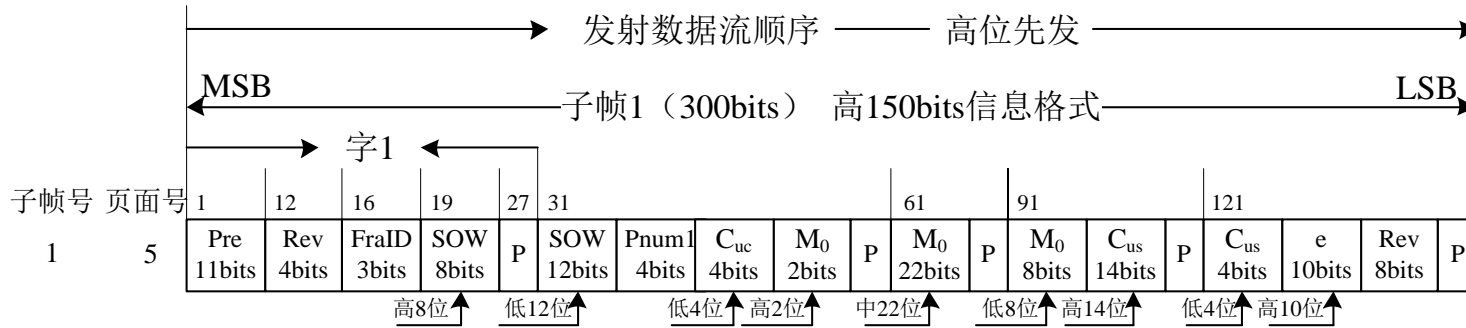 发射数据流顺序 高位先发
MSB LSB
子帧1（300bits） 高150bits信息格式
字1
子帧号 页面号 1 12 16 19 27 31 61 91 121
1 5 Pre Rev FraID SOW P SOW Pnum1 Cuc M0 P M0 P M0 Cus P Cus e Rev P
11bits 4bits 3bits 8bits 12bits 4bits 4bits 2bits 22bits 8bits 14bits 4bits 10bits 8bits
高8位 低12位 低4位 高2位 中22位 低8位 高14位 低4位 高10位